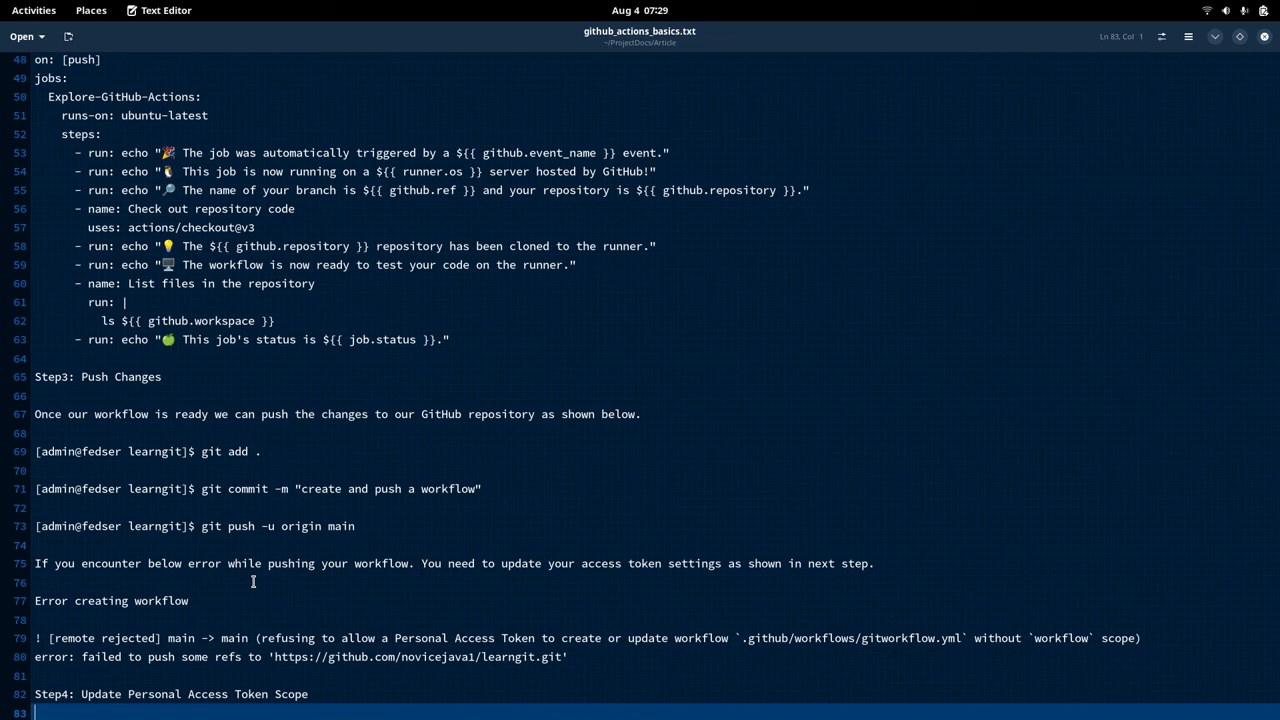 Activities Places Text Editor Aug 4 07:29
Open github_actions_basics.txt Ln 83, Col 1
~/ProjectDocs/Article
48 on: [push]
49 jobs:
50 Explore-GitHub-Actions:
51 runs-on: ubuntu-latest
52 steps:
53 - run: echo "🎉 The job was automatically triggered by a ${{ github.event_name }} event."
54 - run: echo "🐧 This job is now running on a ${{ runner.os }} server hosted by GitHub!"
55 - run: echo "🔎 The name of your branch is ${{ github.ref }} and your repository is ${{ github.repository }}."
56 - name: Check out repository code
57 uses: actions/checkout@v3
58 - run: echo "💡 The ${{ github.repository }} repository has been cloned to the runner."
59 - run: echo "🖥️ The workflow is now ready to test your code on the runner."
60 - name: List files in the repository
61 run: |
62 ls ${{ github.workspace }}
63 - run: echo "🍏 This job's status is ${{ job.status }}."
64
65 Step3: Push Changes
66
67 Once our workflow is ready we can push the changes to our GitHub repository as shown below.
68
69 [admin@fedser learngit]$ git add .
70
71 [admin@fedser learngit]$ git commit -m "create and push a workflow"
72
73 [admin@fedser learngit]$ git push -u origin main
74
75 If you encounter below error while pushing your workflow. You need to update your access token settings as shown in next step.
76
77 Error creating workflow
78
79 ! [remote rejected] main -> main (refusing to allow a Personal Access Token to create or update workflow `.github/workflows/gitworkflow.yml` without `workflow` scope)
80 error: failed to push some refs to 'https://github.com/novicejava1/learngit.git'
81
82 Step4: Update Personal Access Token Scope
83